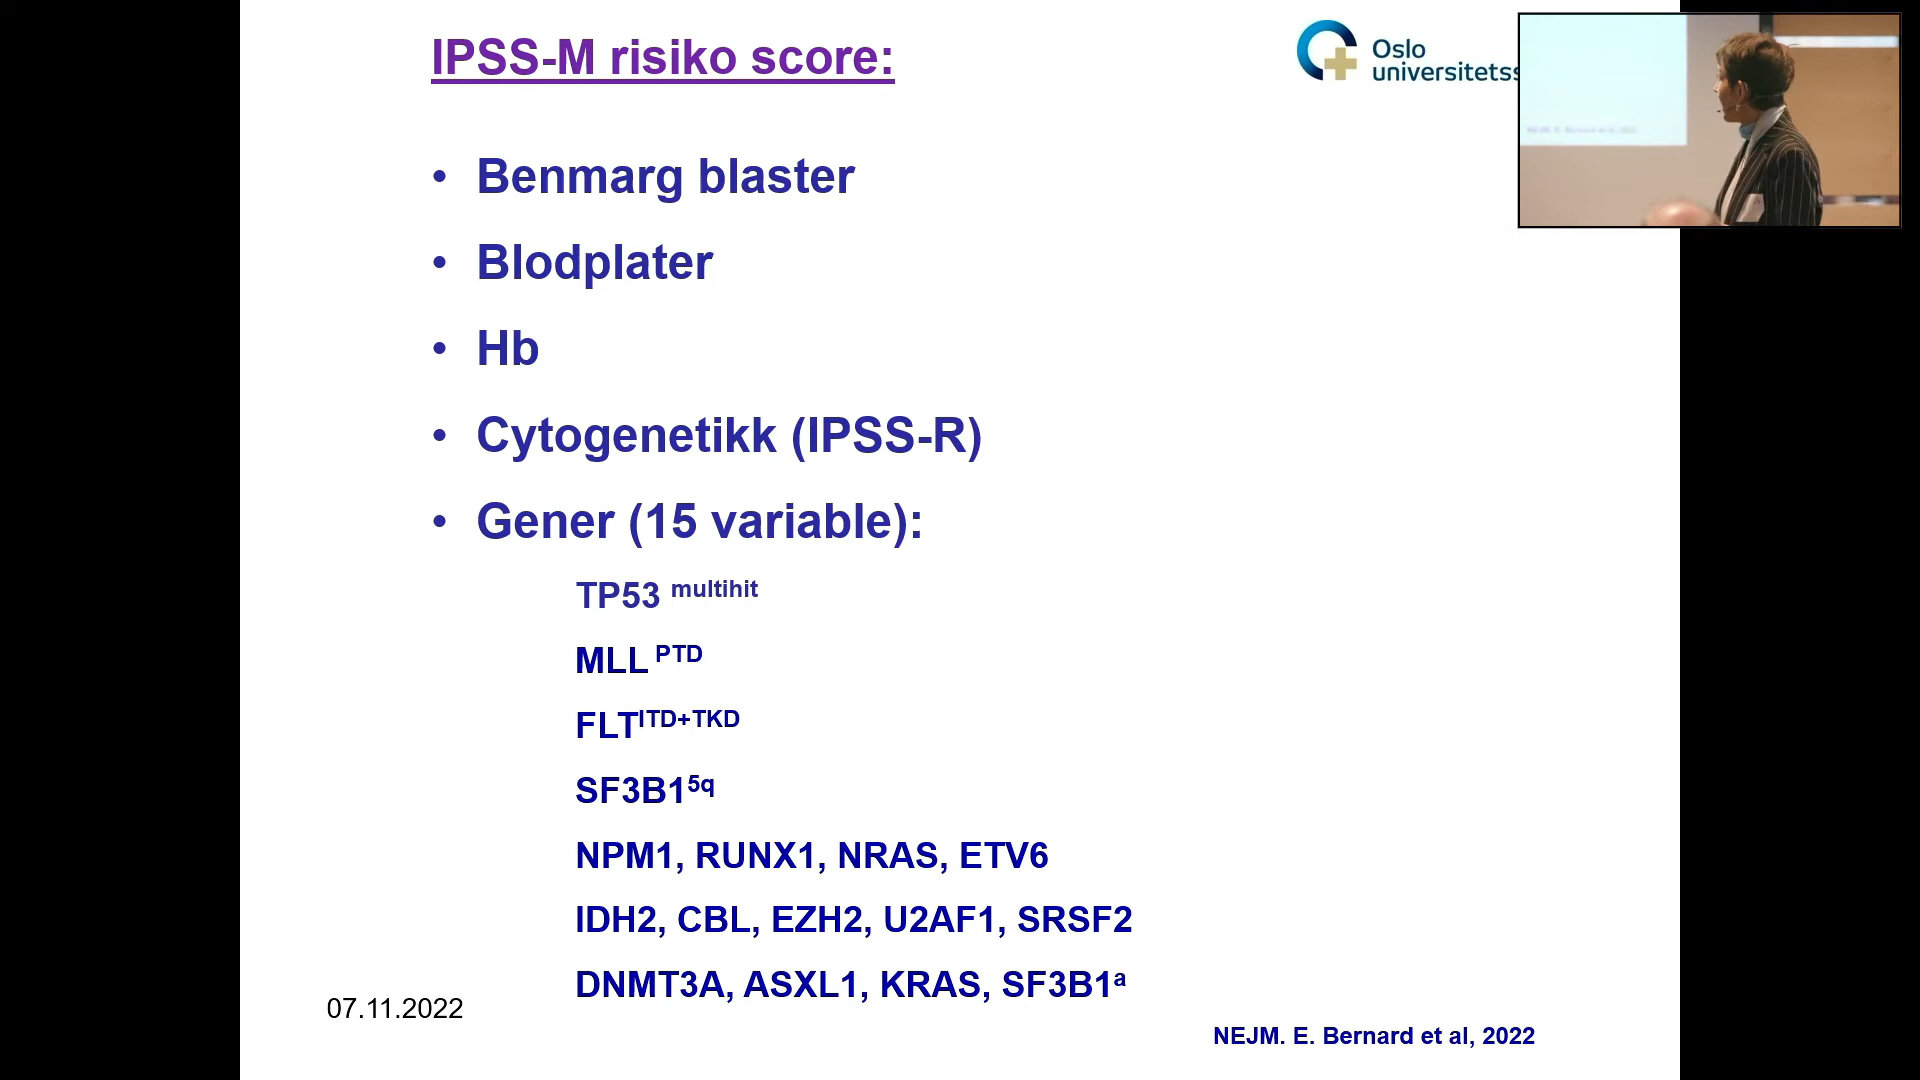 IPSS-M risiko score:
Oslo
universitetss
• Benmarg blaster
• Blodplater
• Hb
• Cytogenetikk (IPSS-R)
• Gener (15 variable):
TP53 multihit
MLL PTD
FLTITD+TKD
SF3B15q
NPM1, RUNX1, NRAS, ETV6
IDH2, CBL, EZH2, U2AF1, SRSF2
DNMT3A, ASXL1, KRAS, SF3B1a
07.11.2022
NEJM. E. Bernard et al, 2022